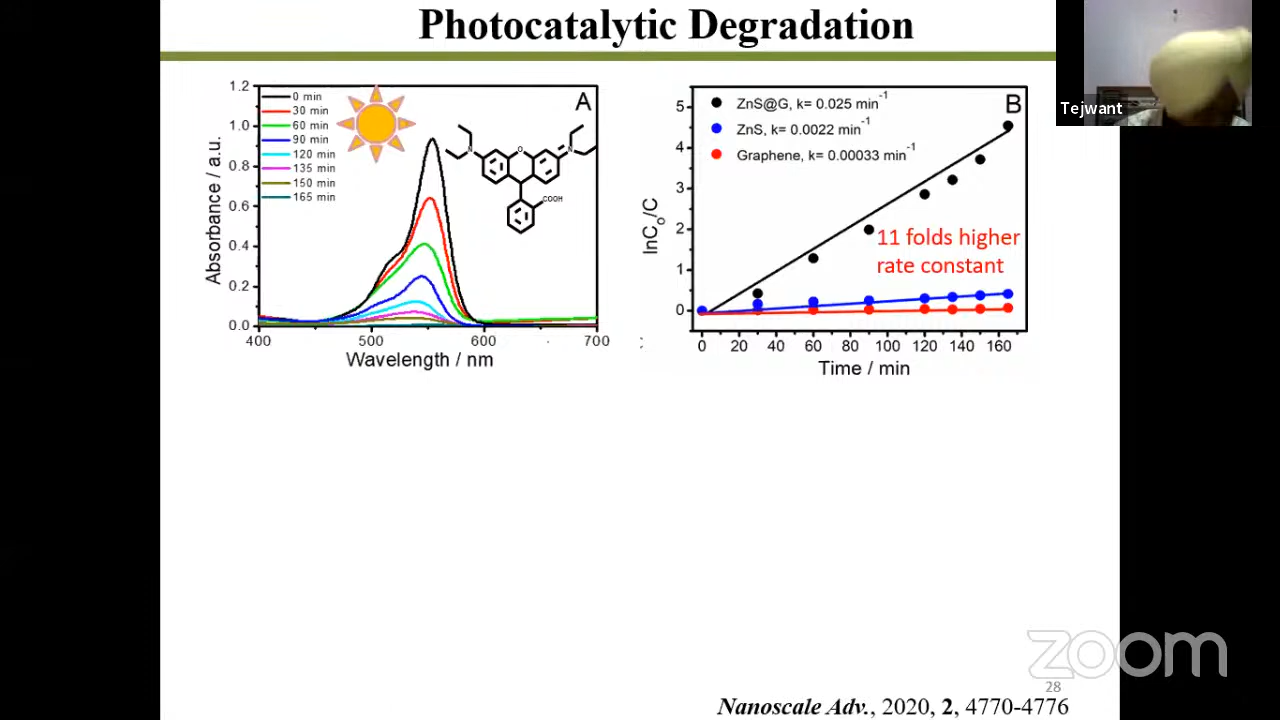 Photocatalytic Degradation
Tejwant
A
0 min
30 min
60 min
90 min
120 min
135 min
150 min
165 min
1.2
1.0
0.8
0.6
0.4
0.2
0.0
Absorbance / a.u.
400 500 600 700
Wavelength / nm
N
O
N
COOH
B
ZnS@G, k= 0.025 min-1
ZnS, k= 0.0022 min-1
Graphene, k= 0.00033 min-1
5
4
3
2
1
0
lnCo/C
11 folds higher
rate constant
0 20 40 60 80 100 120 140 160
Time / min
zoom
28
Nanoscale Adv., 2020, 2, 4770-4776